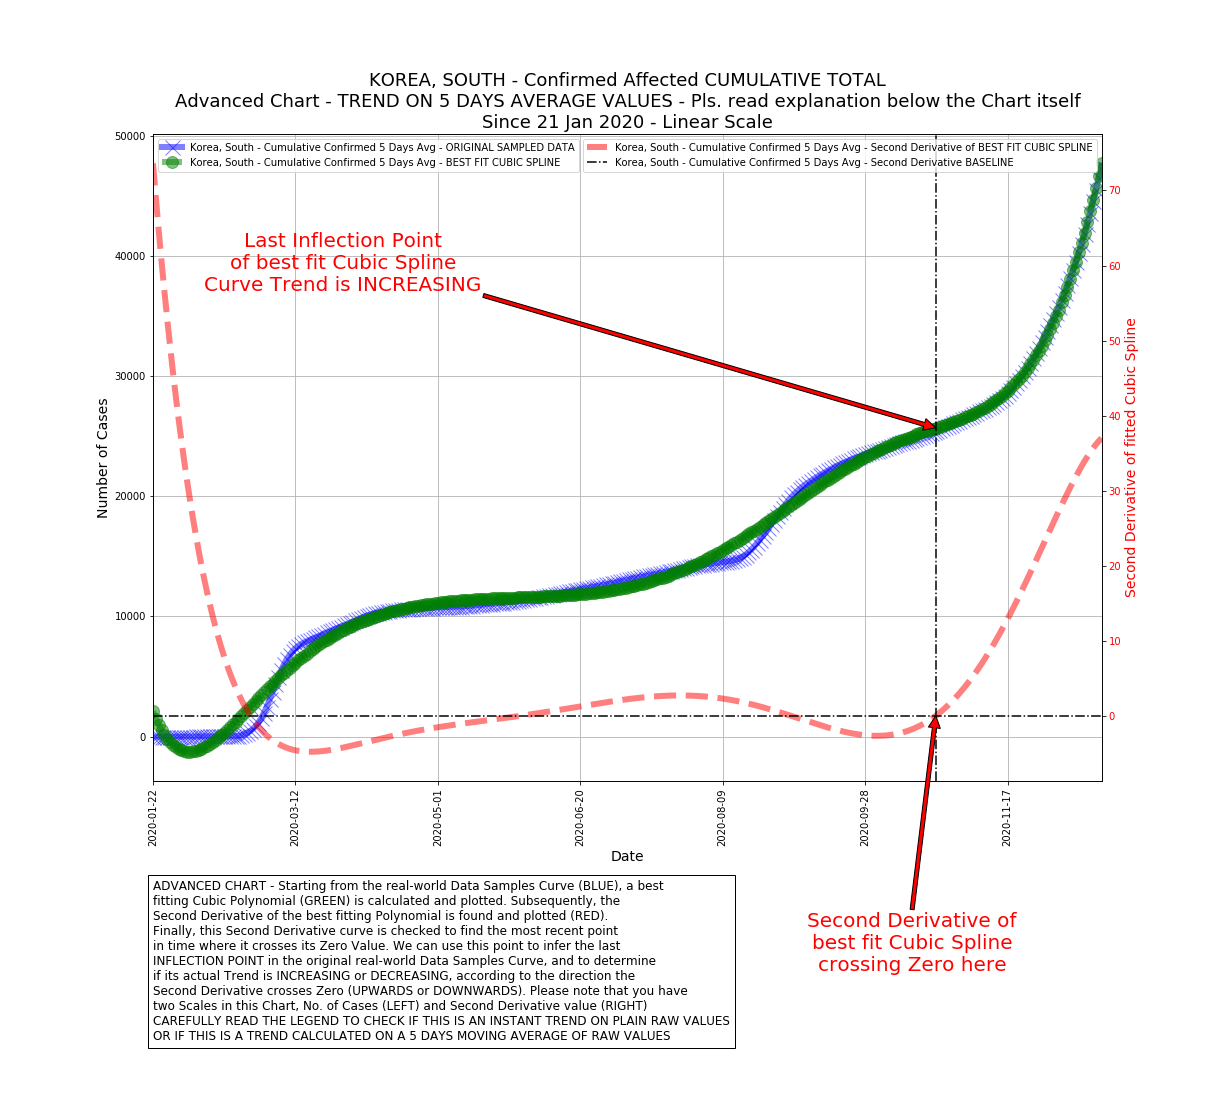 KOREA, SOUTH - Confirmed Affected CUMULATIVE TOTAL
Advanced Chart - TREND ON 5 DAYS AVERAGE VALUES - Pls. read explanation below the Chart itself
Since 21 Jan 2020 - Linear Scale
Korea, South - Cumulative Confirmed 5 Days Avg - ORIGINAL SAMPLED DATA
Korea, South - Cumulative Confirmed 5 Days Avg - BEST FIT CUBIC SPLINE
Korea, South - Cumulative Confirmed 5 Days Avg - Second Derivative of BEST FIT CUBIC SPLINE
Korea, South - Cumulative Confirmed 5 Days Avg - Second Derivative BASELINE
Last Inflection Point
of best fit Cubic Spline
Curve Trend is INCREASING
Number of Cases
50000
40000
30000
20000
10000
0
Second Derivative of fitted Cubic Spline
70
60
50
40
30
20
10
0
2020-01-22
2020-03-12
2020-05-01
2020-06-20
2020-08-09
2020-09-28
2020-11-17
Date
Second Derivative of
best fit Cubic Spline
crossing Zero here
ADVANCED CHART - Starting from the real-world Data Samples Curve (BLUE), a best
fitting Cubic Polynomial (GREEN) is calculated and plotted. Subsequently, the
Second Derivative of the best fitting Polynomial is found and plotted (RED).
Finally, this Second Derivative curve is checked to find the most recent point
in time where it crosses its Zero Value. We can use this point to infer the last
INFLECTION POINT in the original real-world Data Samples Curve, and to determine
if its actual Trend is INCREASING or DECREASING, according to the direction the
Second Derivative crosses Zero (UPWARDS or DOWNWARDS). Please note that you have
two Scales in this Chart, No. of Cases (LEFT) and Second Derivative value (RIGHT)
CAREFULLY READ THE LEGEND TO CHECK IF THIS IS AN INSTANT TREND ON PLAIN RAW VALUES
OR IF THIS IS A TREND CALCULATED ON A 5 DAYS MOVING AVERAGE OF RAW VALUES